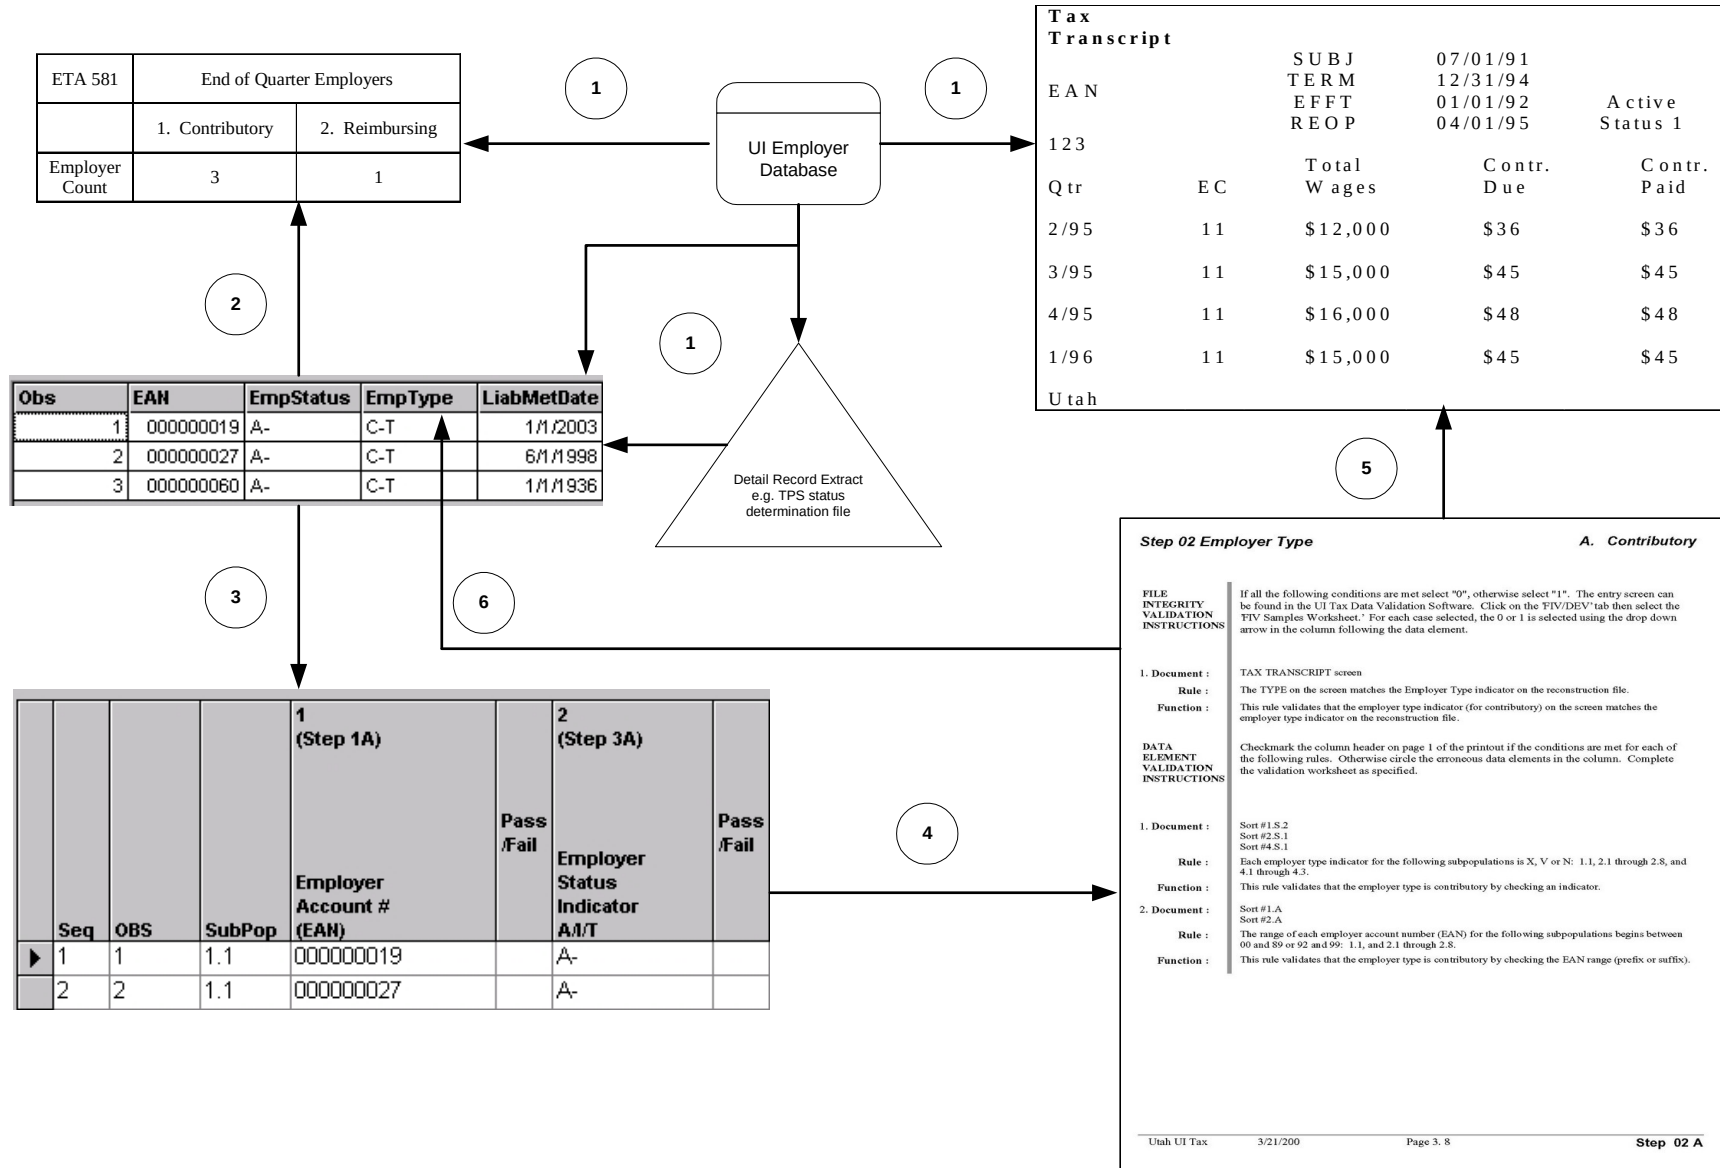 ETA 581 End of Quarter Employers
1. Contributory 2. Reimbursing
Employer Count 3 1
1
UI Employer
Database
1
Tax
Transcript
SUBJ 07/01/91
TERM 12/31/94
EAN
EFFT 01/01/92 Active
REOP 04/01/95 Status 1
123
Total Contr. Contr.
Qtr EC Wages Due Paid
2/95 11 $12,000 $36 $36
3/95 11 $15,000 $45 $45
4/95 11 $16,000 $48 $48
1/96 11 $15,000 $45 $45
Utah
2
1
Obs EAN EmpStatus EmpType LiabMetDate
1 000000019 A- C-T 1/1/2003
2 000000027 A- C-T 6/1/1998
3 000000060 A- C-T 1/1/1936
Detail Record Extract
e.g. TPS status
determination file
5
3
6
Seq OBS SubPop 1 (Step 1A) Employer Account # (EAN) Pass /Fail 2 (Step 3A) Employer Status Indicator A/I/T Pass /Fail
1 1 1.1 000000019 A-
2 2 1.1 000000027 A-
4
Step 02 Employer Type A. Contributory
FILE
INTEGRITY
VALIDATION
INSTRUCTIONS
If all the following conditions are met select "0", otherwise select "1". The entry screen can
be found in the UI Tax Data Validation Software. Click on the 'FIV/DEV' tab then select the
'FIV Samples Worksheet.' For each case selected, the 0 or 1 is selected using the drop down
arrow in the column following the data element.
1. Document : TAX TRANSCRIPT screen
Rule : The TYPE on the screen matches the Employer Type indicator on the reconstruction file.
Function : This rule validates that the employer type indicator (for contributory) on the screen matches the
employer type indicator on the reconstruction file.
DATA
ELEMENT
VALIDATION
INSTRUCTIONS
Checkmark the column header on page 1 of the printout if the conditions are met for each of
the following rules. Otherwise circle the erroneous data elements in the column. Complete
the validation worksheet as specified.
1. Document : Sort #1.S.2
Sort #2.S.1
Sort #4.S.1
Rule : Each employer type indicator for the following subpopulations is X, V or N: 1.1, 2.1 through 2.8, and
4.1 through 4.3.
Function : This rule validates that the employer type is contributory by checking an indicator.
2. Document : Sort #1.A
Sort #2.A
Rule : The range of each employer account number (EAN) for the following subpopulations begins between
00 and 89 or 92 and 99: 1.1, and 2.1 through 2.8.
Function : This rule validates that the employer type is contributory by checking the EAN range (prefix or suffix).
Utah UI Tax 3/21/200 Page 3. 8 Step 02 A